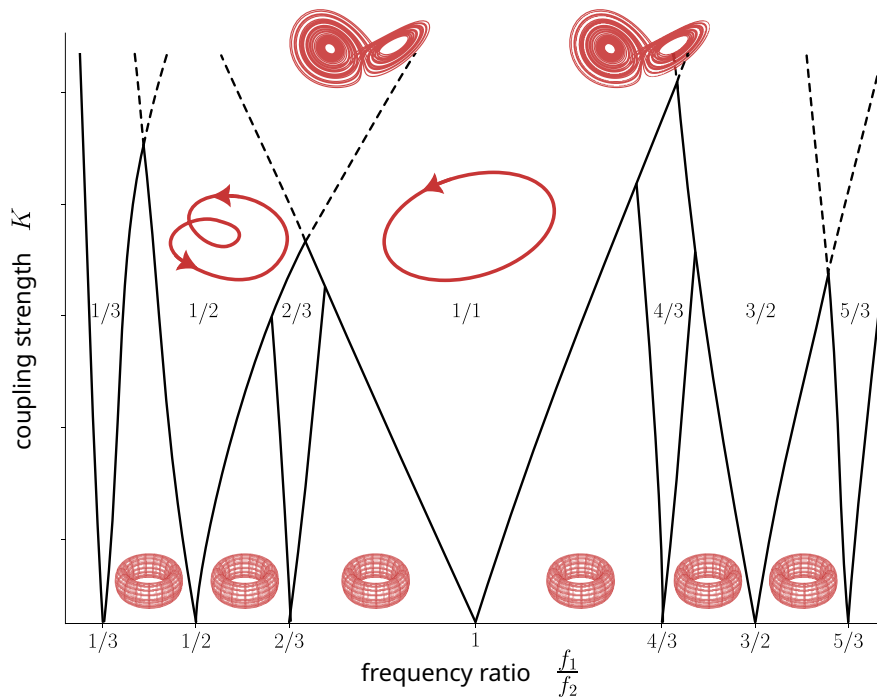 coupling strength K
1/3 1/2 2/3 1/1 4/3 3/2 5/3
1/3 1/2 2/3 1 4/3 3/2 5/3
frequency ratio f₁/f₂